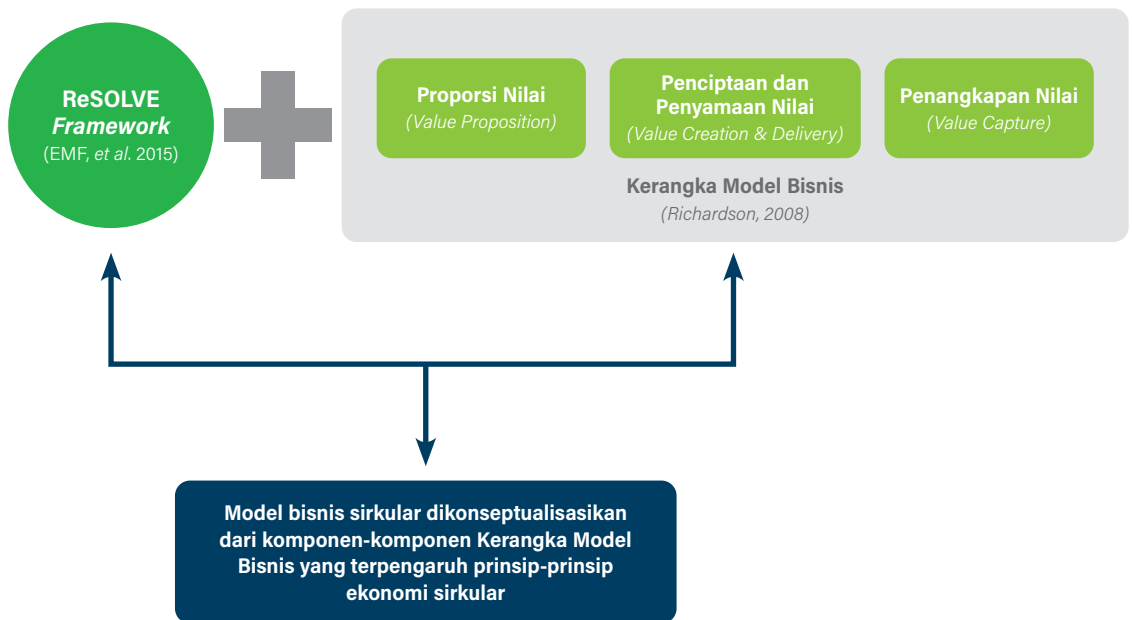 ReSOLVE
Framework
(EMF, et al. 2015)
Proporsi Nilai
(Value Proposition)
Penciptaan dan
Penyamaan Nilai
(Value Creation & Delivery)
Penangkapan Nilai
(Value Capture)
Kerangka Model Bisnis
(Richardson, 2008)
Model bisnis sirkular dikonseptualisasikan
dari komponen-komponen Kerangka Model
Bisnis yang terpengaruh prinsip-prinsip
ekonomi sirkular